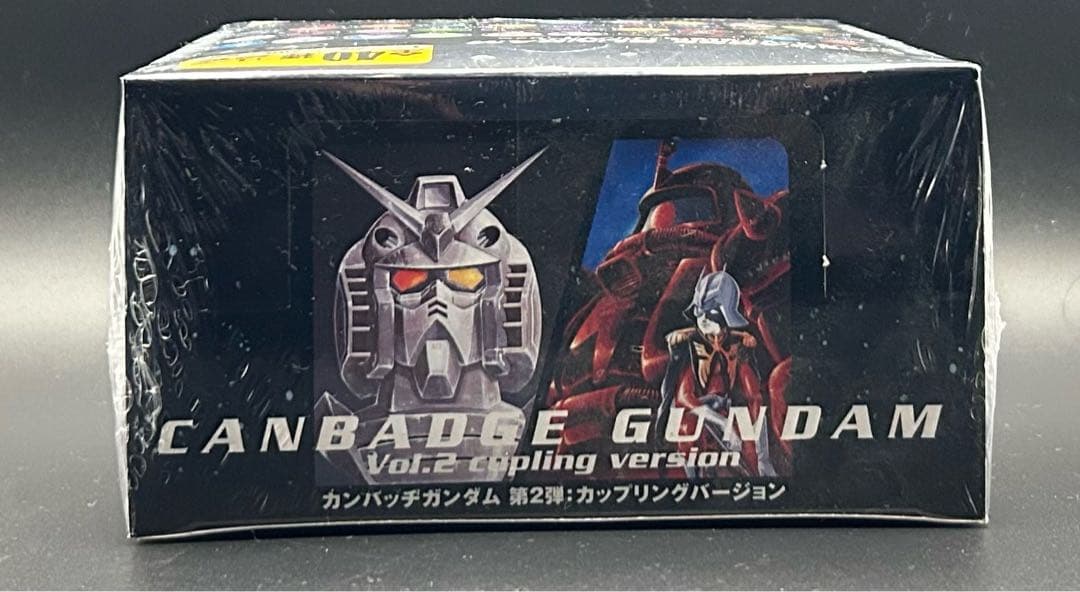 CANBADGE GUNDAM
Vol.2 cupling version
カンバッヂガンダム 第2弾:カップリングバージョン